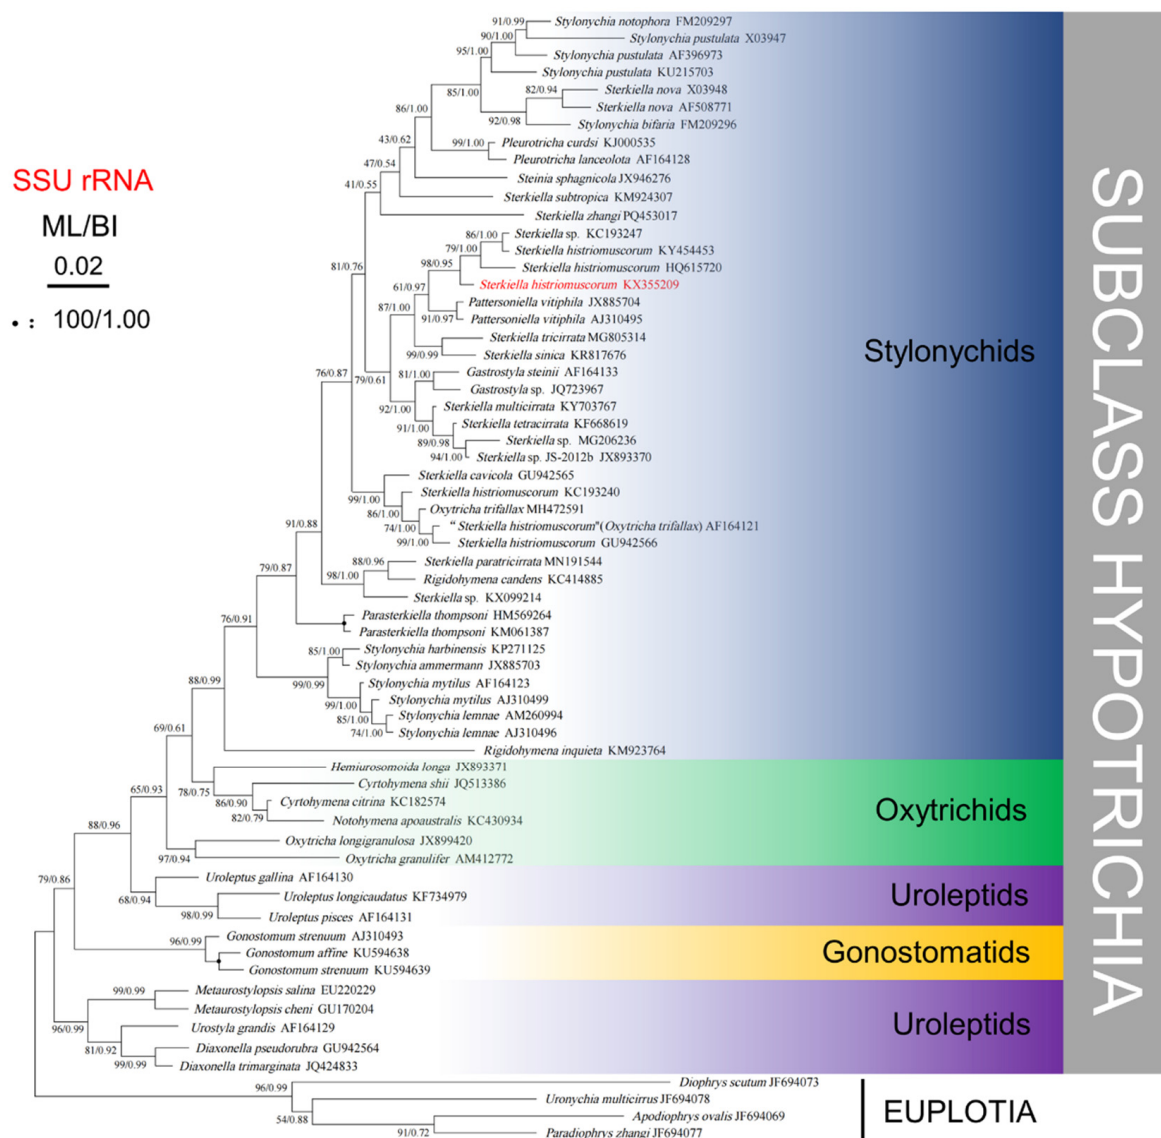 91/0.99
Stylonychia notophora FM209297
90/1.00
Stylonychia pustulata X03947
95/1.00
Stylonychia pustulata AF396973
Stylonychia pustulata KU215703
85/1.00
82/0.94
Sterkiella nova X03948
Sterkiella nova AF508771
92/0.98
Stylonychia bifaria FM209296
86/1.00
99/1.00
Pleurotricha curdsi KJ000535
Pleurotricha lanceolota AF164128
43/0.62
Steinia sphagnicola JX946276
47/0.54
Sterkiella subtropica KM924307
41/0.55
Sterkiella zhangi PQ453017
SSU rRNA
ML/BI
0.02
• : 100/1.00
86/1.00
Sterkiella sp. KC193247
79/1.00
Sterkiella histriomuscorum KY454453
98/0.95
Sterkiella histriomuscorum HQ615720
81/0.76
61/0.97
Sterkiella histriomuscorum KX355209
87/1.00
Pattersoniella vitiphila JX885704
91/0.97
Pattersoniella vitiphila AJ310495
Sterkiella tricirrata MG805314
99/0.99
Sterkiella sinica KR817676
76/0.87
79/0.61
81/1.00
Gastrostyla steinii AF164133
Gastrostyla sp. JQ723967
92/1.00
Sterkiella multicirrata KY703767
91/1.00
Sterkiella tetracirrata KF668619
89/0.98
Sterkiella sp. MG206236
94/1.00
Sterkiella sp. JS-2012b JX893370
Sterkiella cavicola GU942565
99/1.00
Sterkiella histriomuscorum KC193240
86/1.00
Oxytricha trifallax MH472591
74/1.00
“ Sterkiella histriomuscorum”(Oxytricha trifallax) AF164121
99/1.00
Sterkiella histriomuscorum GU942566
91/0.88
88/0.96
Sterkiella paratricirrata MN191544
98/1.00
Rigidohymena candens KC414885
79/0.87
Sterkiella sp. KX099214
Parasterkiella thompsoni HM569264
76/0.91
Parasterkiella thompsoni KM061387
85/1.00
Stylonychia harbinensis KP271125
Stylonychia ammermann JX885703
99/0.99
Stylonychia mytilus AF164123
88/0.99
99/1.00
Stylonychia mytilus AJ310499
85/1.00
Stylonychia lemnae AM260994
74/1.00
Stylonychia lemnae AJ310496
69/0.61
Rigidohymena inquieta KM923764
Stylonychids
Hemiurosomoida longa JX893371
78/0.75
Cyrtohymena shii JQ513386
65/0.93
86/0.90
Cyrtohymena citrina KC182574
82/0.79
Notohymena apoaustralis KC430934
88/0.96
Oxytricha longigranulosa JX899420
97/0.94
Oxytricha granulifer AM412772
Oxytrichids
79/0.86
Uroleptus gallina AF164130
68/0.94
Uroleptus longicaudatus KF734979
98/0.99
Uroleptus pisces AF164131
Uroleptids
96/0.99
Gonostomum strenuum AJ310493
Gonostomum affine KU594638
Gonostomum strenuum KU594639
Gonostomatids
99/0.99
Metaurostylopsis salina EU220229
Metaurostylopsis cheni GU170204
96/0.99
Urostyla grandis AF164129
81/0.92
Diaxonella pseudorubra GU942564
99/0.99
Diaxonella trimarginata JQ424833
Uroleptids
SUBCLASS HYPOTRICHIA
96/0.99
Diophrys scutum JF694073
Uronychia multicirrus JF694078
54/0.88
Apodiophrys ovalis JF694069
91/0.72
Paradiophrys zhangi JF694077
EUPLOTIA